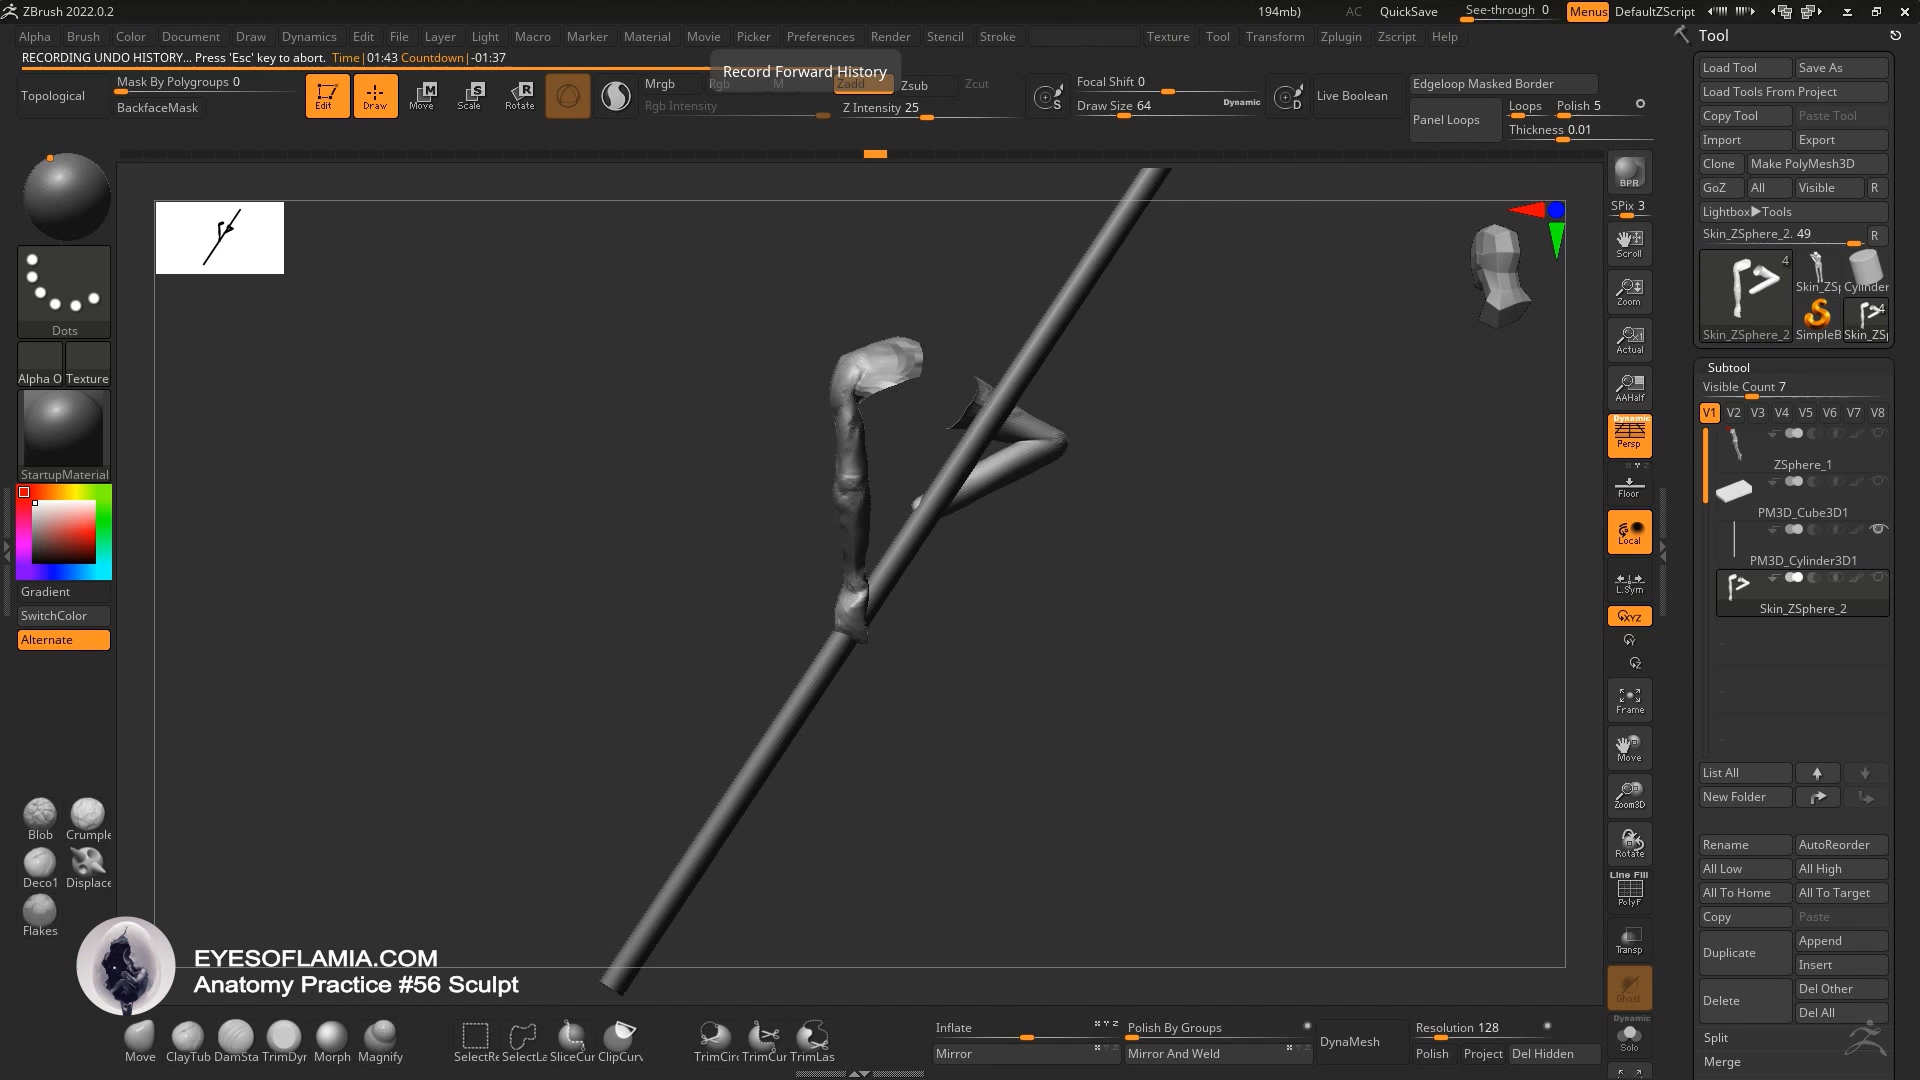 ZBrush 2022.0.2
194mb)
AC
QuickSave
See-through 0
Menus
DefaultZScript
Alpha Brush Color Document Draw Dynamics Edit File Layer Light Macro Marker Material Movie Picker Preferences Render Stencil Stroke Texture Tool Transform Zplugin Zscript Help
RECORDING UNDO HISTORY... Press 'Esc' key to abort. Time|01:43 Countdown|-01:37
Record Forward History
Topological
Mask By Polygroups 0
BackfaceMask
Edit
Draw
Move
Scale
Rotate
Mrgb
Rgb
M
Zadd
Zsub
Zcut
Rgb Intensity
Z Intensity 25
S
Focal Shift 0
Draw Size 64
Dynamic
D
Live Boolean
Edgeloop Masked Border
Panel Loops
Loops
Polish 5
Thickness 0.01
Dots
Alpha O
Texture
StartupMaterial
Gradient
SwitchColor
Alternate
Blob
Crumple
Deco1
Displace
Flakes
EYESOFLAMIA.COM
Anatomy Practice #56 Sculpt
Move
ClayTub
DamSta
TrimDyr
Morph
Magnify
SelectRe
SelectLa
SliceCur
ClipCurv
TrimCirc
TrimCur
TrimLas
Inflate
Mirror
Polish By Groups
Mirror And Weld
DynaMesh
Resolution 128
Polish
Project
Del Hidden
BPR
SPix 3
Scroll
Zoom
Actual
AAHalf
Dynamic
Persp
Floor
Local
L.Sym
XYZ
Y
Z
Frame
Move
Zoom3D
Rotate
Line Fill
PolyF
Transp
Ghost
Dynamic
Solo
Tool
Load Tool
Save As
Load Tools From Project
Copy Tool
Paste Tool
Import
Export
Clone
Make PolyMesh3D
GoZ
All
Visible
R
Lightbox▶Tools
Skin_ZSphere_2. 49
R
4
Skin_ZSphere_2
Skin_ZSp
Cylinder
SimpleB
4
Skin_ZSp
Subtool
Visible Count 7
V1 V2 V3 V4 V5 V6 V7 V8
ZSphere_1
PM3D_Cube3D1
PM3D_Cylinder3D1
Skin_ZSphere_2
List All
New Folder
Rename
AutoReorder
All Low
All High
All To Home
All To Target
Copy
Paste
Duplicate
Append
Insert
Delete
Del Other
Del All
Split
Merge